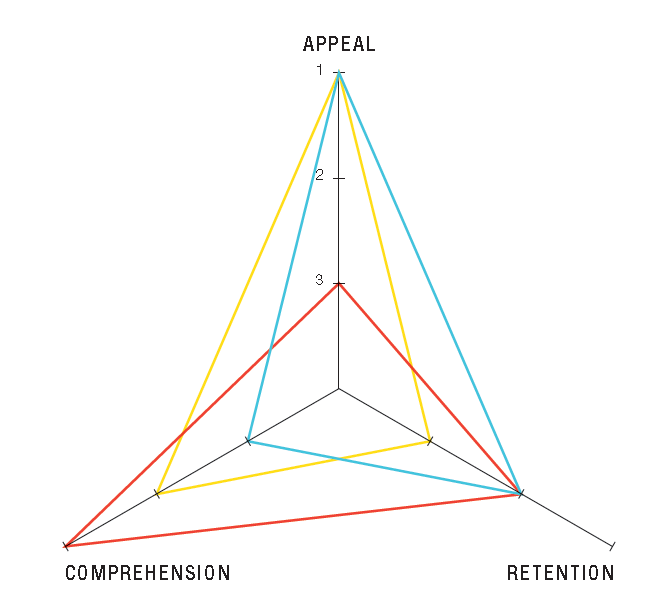 APPEAL
1
2
3
COMPREHENSION
RETENTION